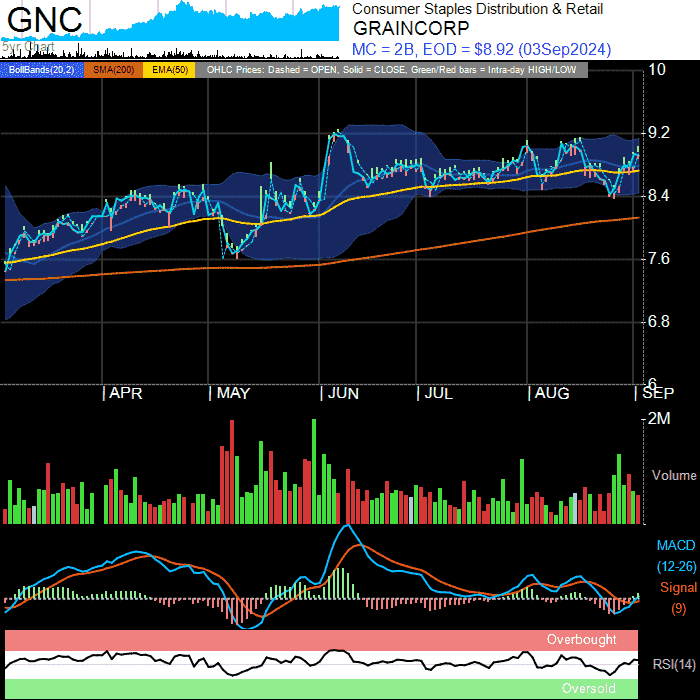 GNC
5yr Chart
Consumer Staples Distribution & Retail
GRAINCORP
MC = 2B, EOD = $8.92 (03Sep2024)
BollBands(20,2) SMA(200) EMA(50) OHLC Prices: Dashed = OPEN, Solid = CLOSE, Green/Red bars = Intra-day HIGH/LOW
10
9.2
8.4
7.6
6.8
6
| APR | MAY | JUN | JUL | AUG | SEP
2M
Volume
MACD
(12-26)
Signal
(9)
Overbought
RSI(14)
Oversold